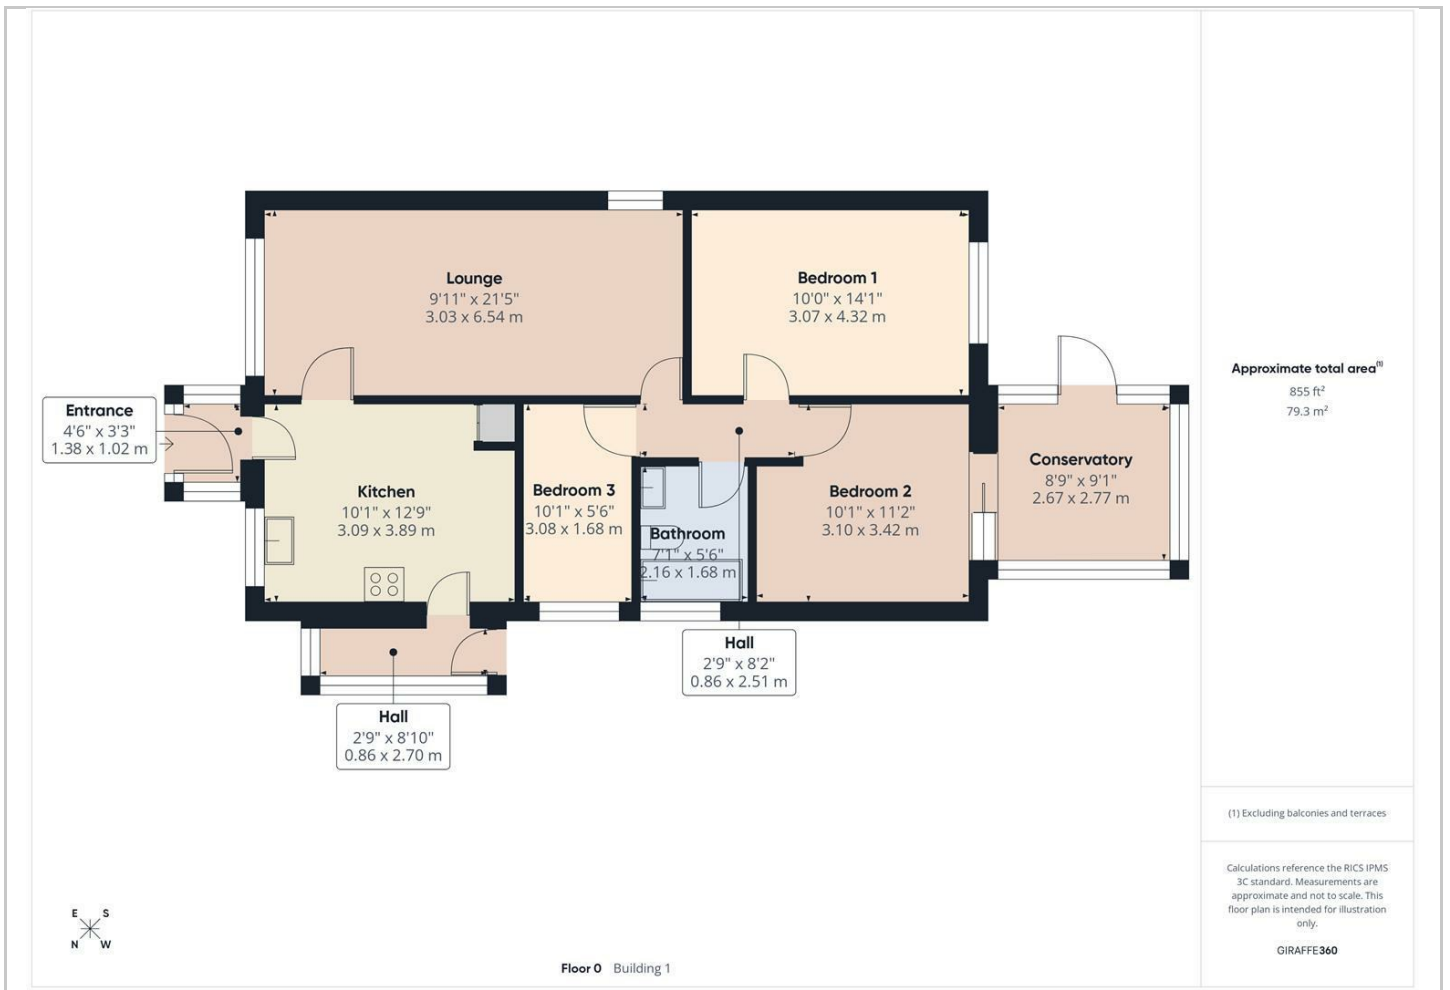 Lounge
9'11" x 21'5"
3.03 x 6.54 m
Bedroom 1
10'0" x 14'1"
3.07 x 4.32 m
Entrance
4'6" x 3'3"
1.38 x 1.02 m
Kitchen
10'1" x 12'9"
3.09 x 3.89 m
Bedroom 3
10'1" x 5'6"
3.08 x 1.68 m
Bathroom
7'1" x 5'6"
2.16 x 1.68 m
Bedroom 2
10'1" x 11'2"
3.10 x 3.42 m
Conservatory
8'9" x 9'1"
2.67 x 2.77 m
Hall
2'9" x 8'2"
0.86 x 2.51 m
Hall
2'9" x 8'10"
0.86 x 2.70 m
Approximate total area(1)
855 ft²
79.3 m²
(1) Excluding balconies and terraces
Calculations reference the RICS IPMS
3C standard. Measurements are
approximate and not to scale. This
floor plan is intended for illustration
only.
GIRAFFE360
E S
N W
Floor 0 Building 1